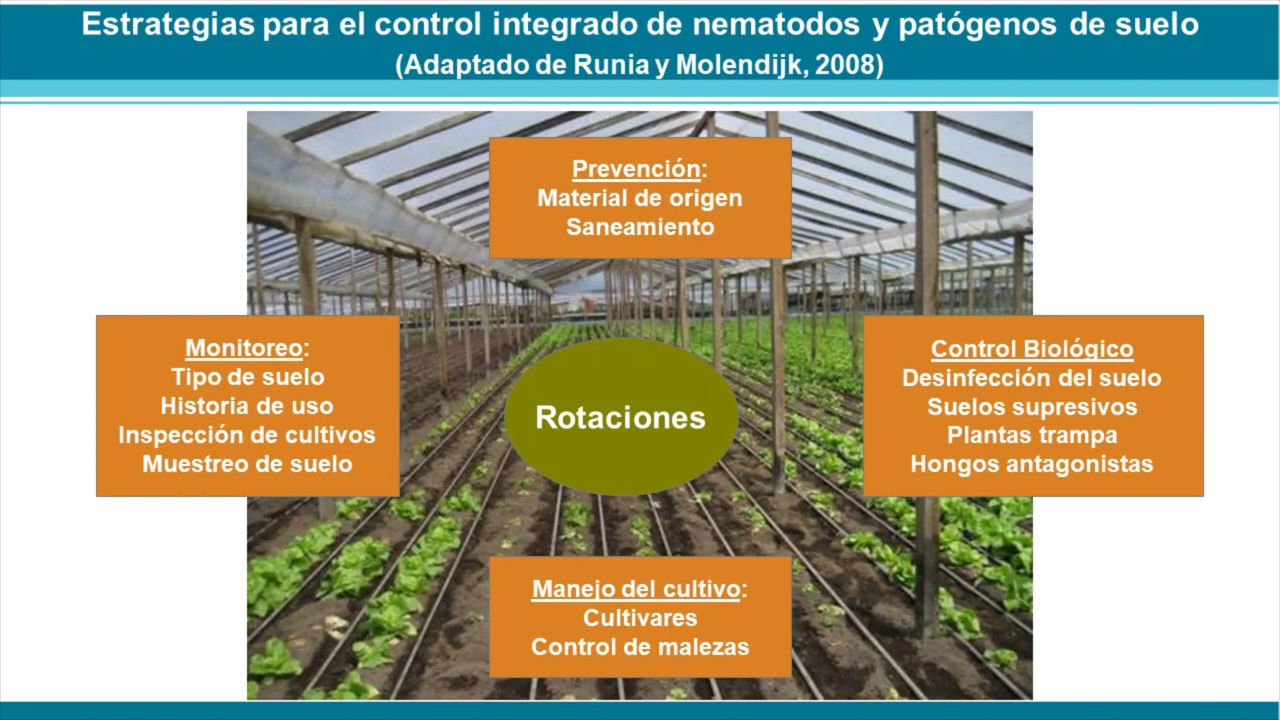 Estrategias para el control integrado de nematodos y patógenos de suelo
(Adaptado de Runia y Molendijk, 2008)
Prevención:
Material de origen
Saneamiento
Monitoreo:
Tipo de suelo
Historia de uso
Inspección de cultivos
Muestreo de suelo
Rotaciones
Control Biológico
Desinfección del suelo
Suelos supresivos
Plantas trampa
Hongos antagonistas
Manejo del cultivo:
Cultivares
Control de malezas